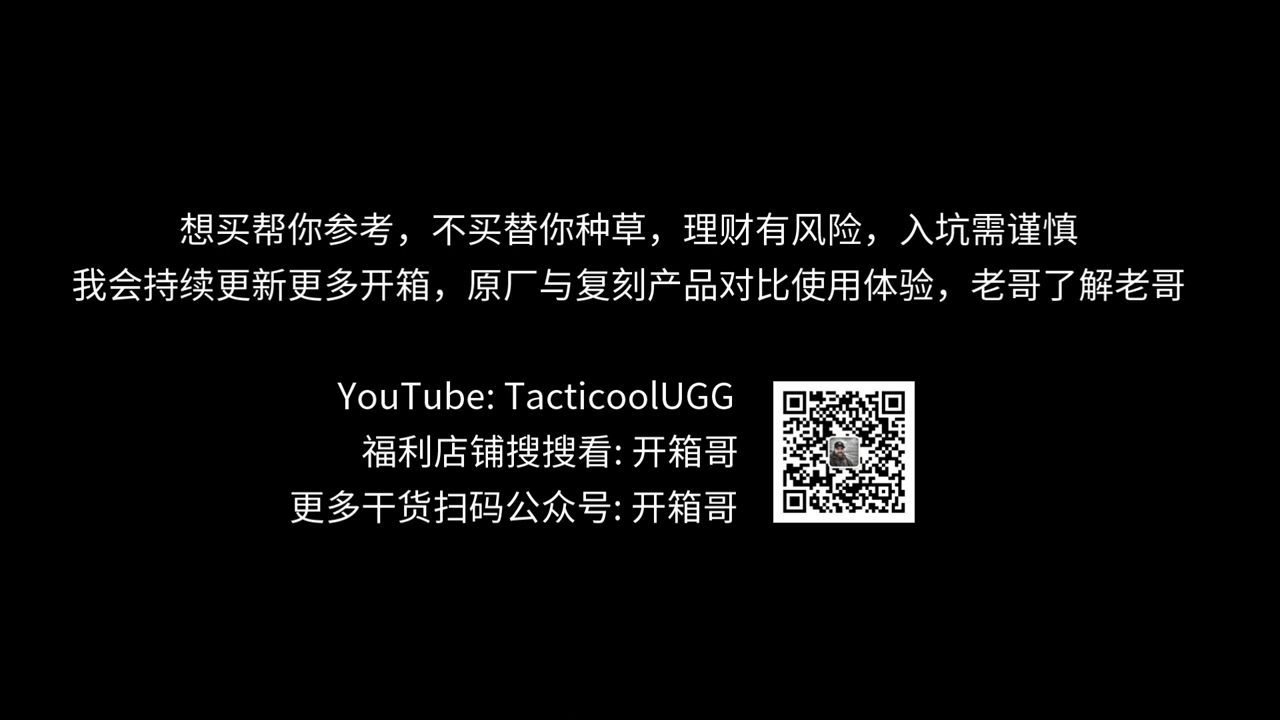 想买帮你参考，不买替你种草，理财有风险，入坑需谨慎
我会持续更新更多开箱，原厂与复刻产品对比使用体验，老哥了解老哥
YouTube: TacticoolUGG
福利店铺搜搜看: 开箱哥
更多干货扫码公众号: 开箱哥